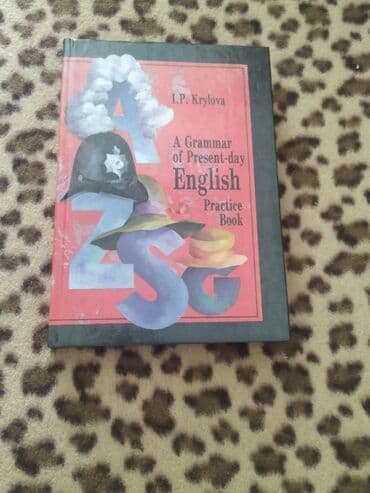 I.P. Krylova
A Grammar
of Present-day
English
Practice
Book
A
Z
S
G